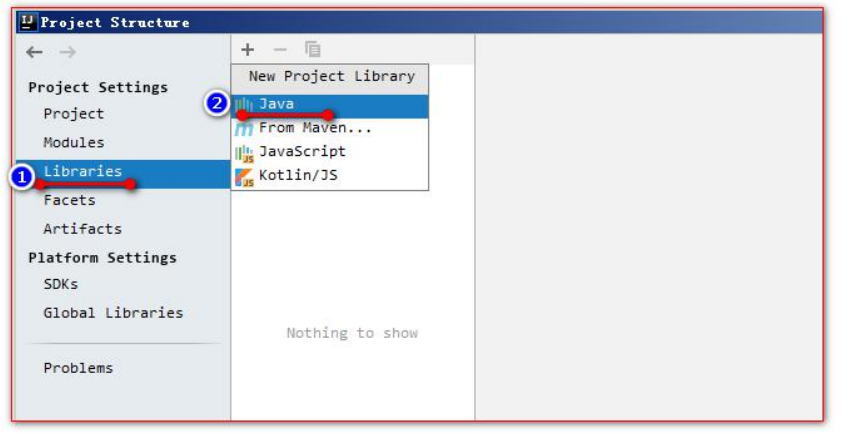 Project Structure
Project Settings
Project
Modules
1
Libraries
Facets
Artifacts
Platform Settings
SDKs
Global Libraries
Problems
New Project Library
2
Java
From Maven...
JavaScript
Kotlin/JS
Nothing to show